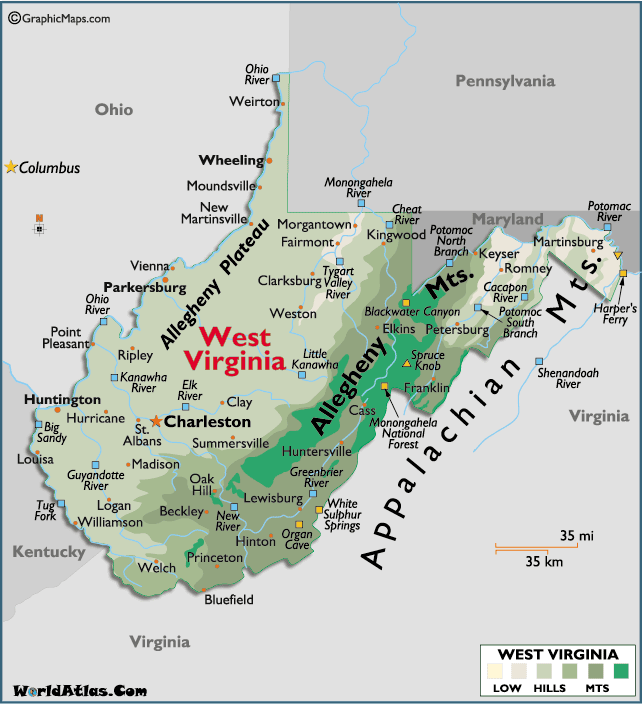 ©GraphicMaps.com
Ohio
River
Pennsylvania
Ohio
Weirton
Wheeling
Columbus
Moundsville
Monongahela
River
New
Martinsville
Cheat
River
Potomac
River
Maryland
Morgantown
Kingwood
Potomoc
North
Branch
Fairmont
Martinsburg
Keyser
Allegheny Plateau
N
Vienna
Tygart
Valley
River
Romney
Mts.
Clarksburg
Parkersburg
Cacapon
River
Harper's
Ferry
Ohio
River
Blackwater Canyon
Weston
Potomoc
South
Branch
Elkins
Petersburg
Point
Pleasant
West
Virginia
Ripley
Little
Kanawha
Spruce
Knob
Shenandoah
River
Kanawha
River
Elk
River
Franklin
Allegheny
Huntington
Clay
Cass
Hurricane
Charleston
St.
Albans
Monongahela
National
Forest
Virginia
Big
Sandy
Summersville
Huntersville
Louisa
Madison
Appalachian Mts.
Guyandotte
River
Oak
Hill
Greenbrier
River
Lewisburg
Tug
Fork
Logan
White
Sulphur
Springs
Beckley
New
River
Williamson
Organ
Cave
Hinton
35 mi
Kentucky
Princeton
35 km
Welch
Bluefield
Virginia
WEST VIRGINIA
LOW HILLS MTS
WorldAtlas.Com